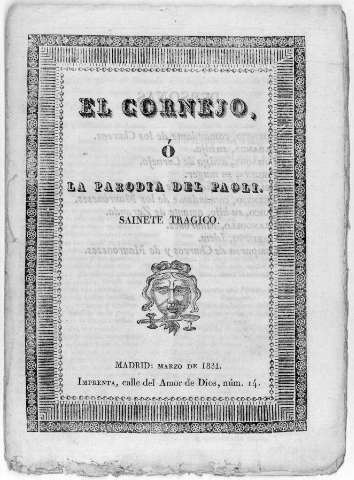 EL CORNEJO,
Ó
LA PARODIA DEL PAOLI.
SAINETE TRAGICO.
MADRID: MARZO DE 1831.
IMPRENTA, calle del Amor de Dios, núm. 14.